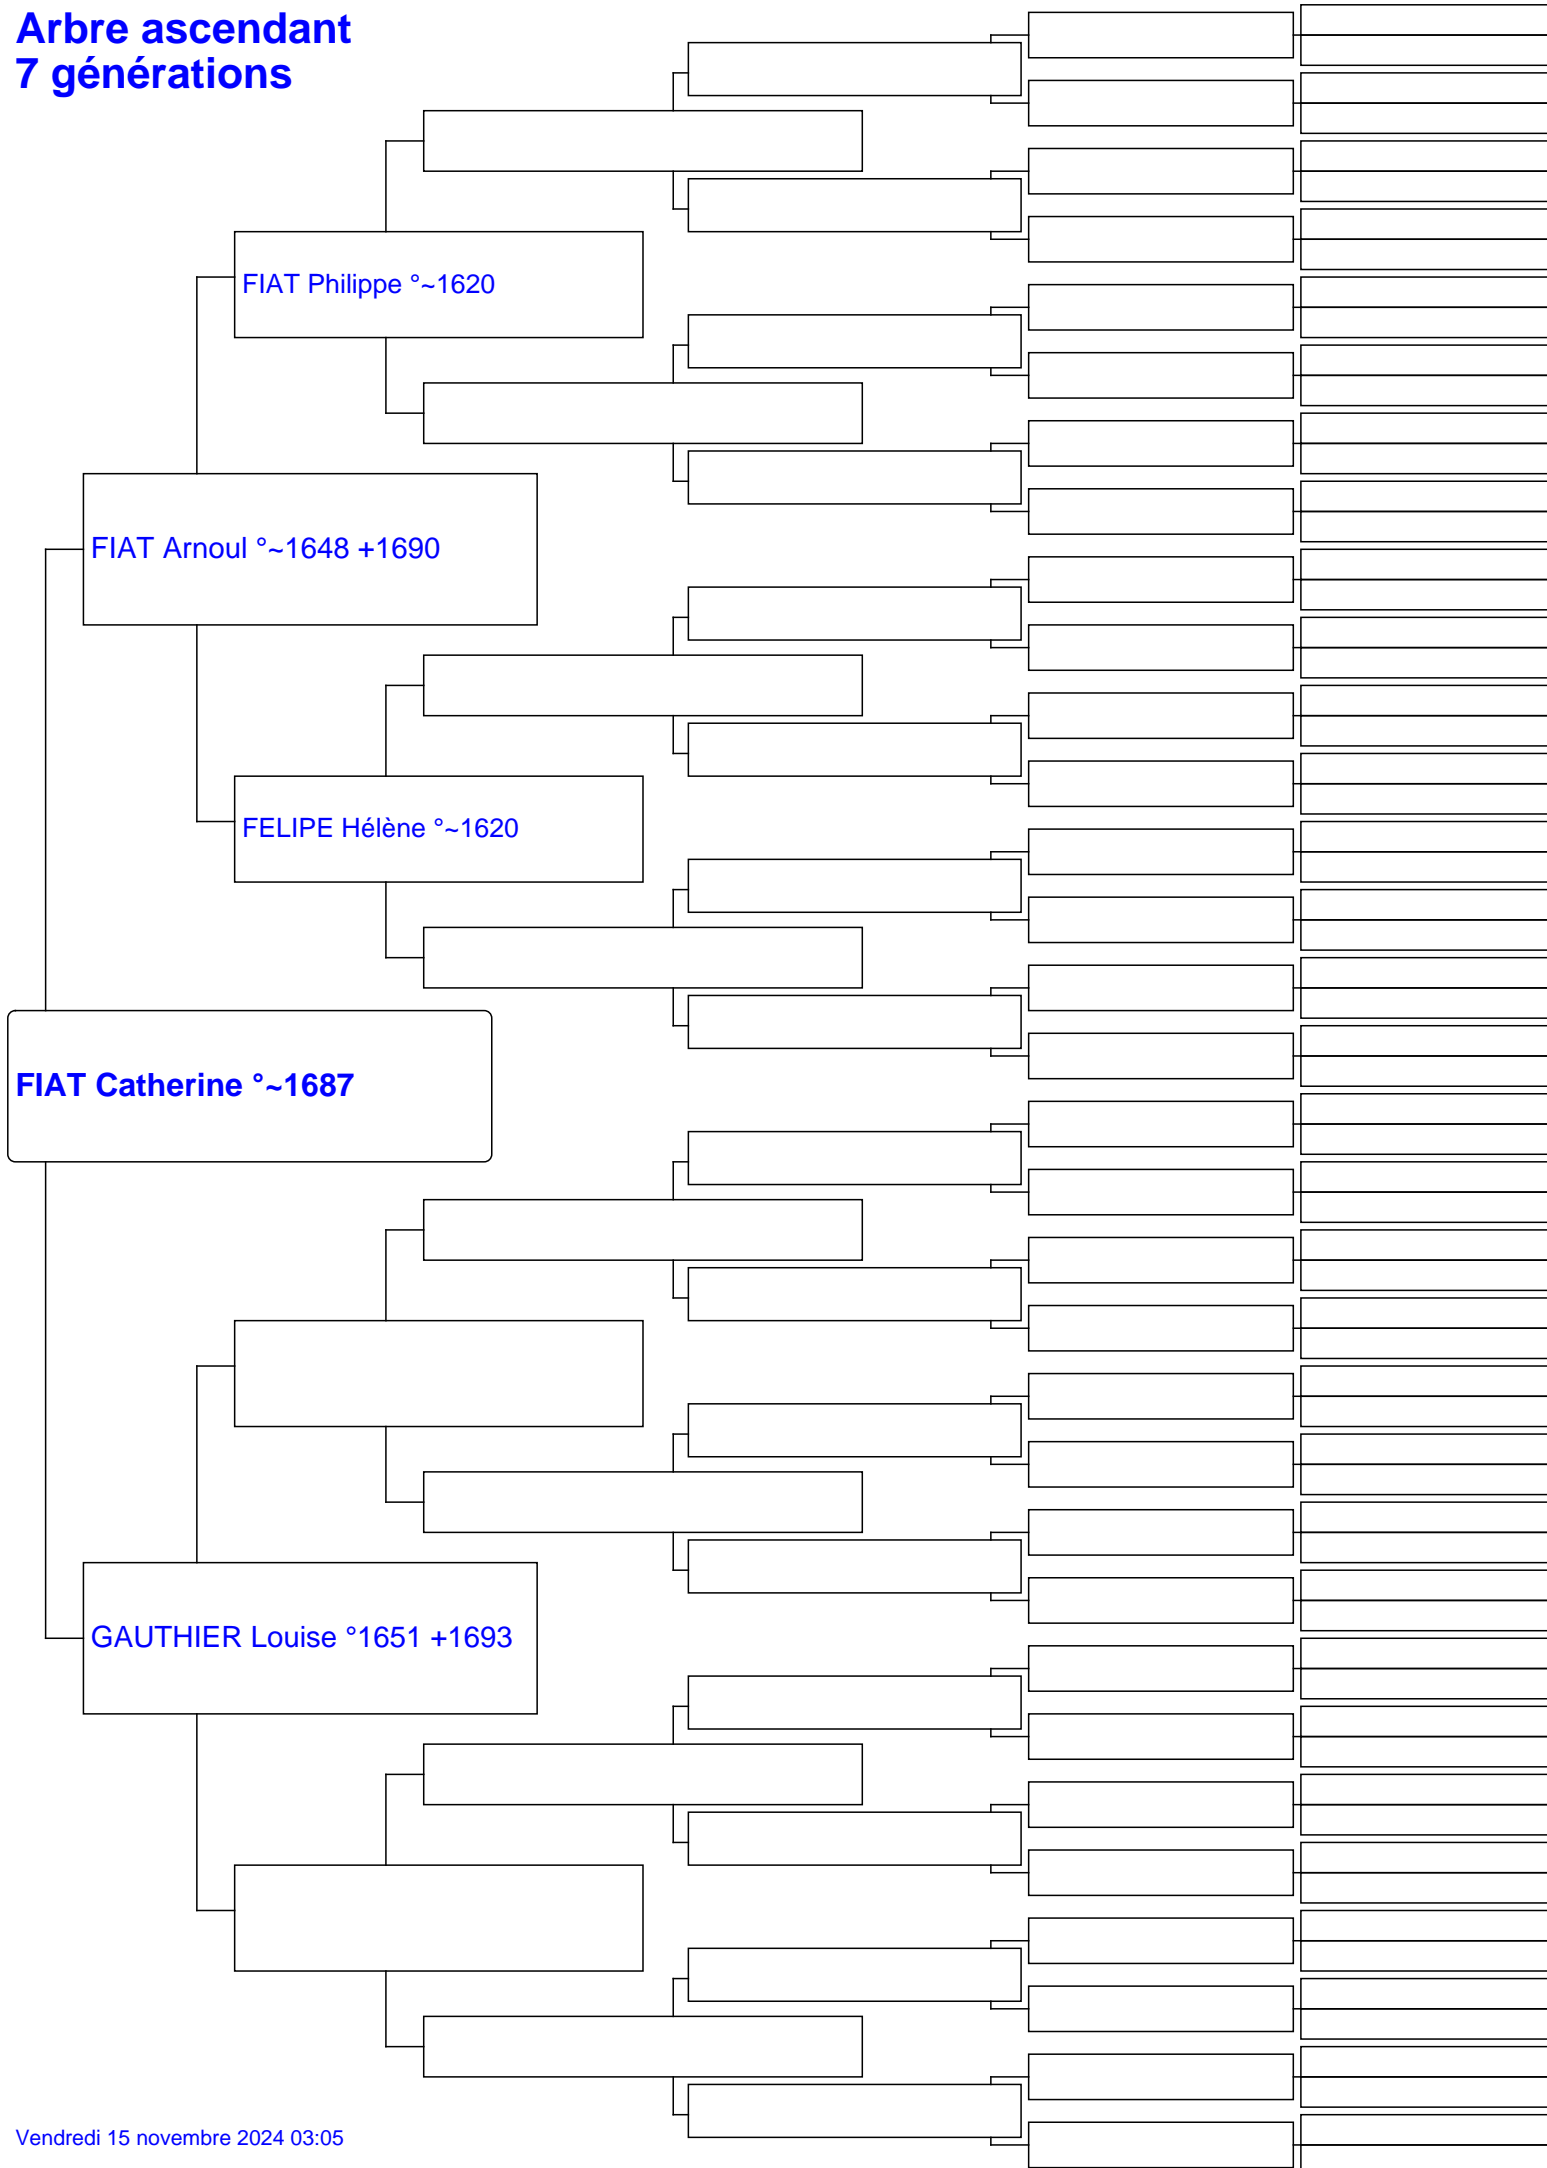 Arbre ascendant
7 générations
FIAT Philippe °~1620
FIAT Arnoul °~1648 +1690
FELIPE Hélène °~1620
FIAT Catherine °~1687
GAUTHIER Louise °1651 +1693
Vendredi 15 novembre 2024 03:05